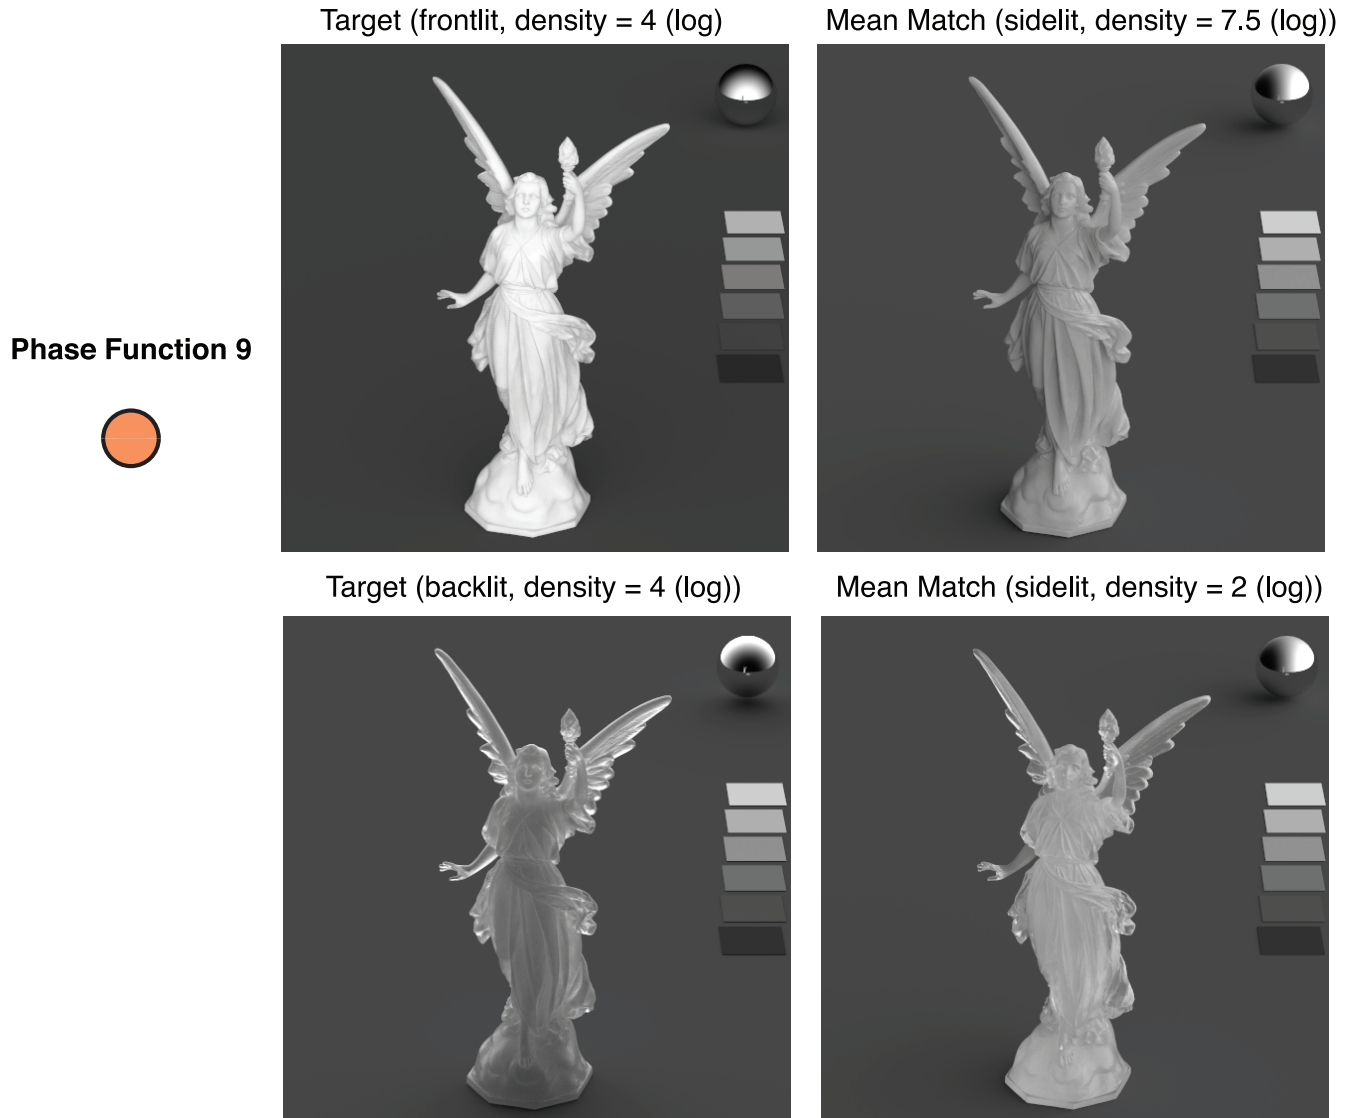 Target (frontlit, density = 4 (log)
Mean Match (sidelit, density = 7.5 (log))
Phase Function 9
Target (backlit, density = 4 (log))
Mean Match (sidelit, density = 2 (log))